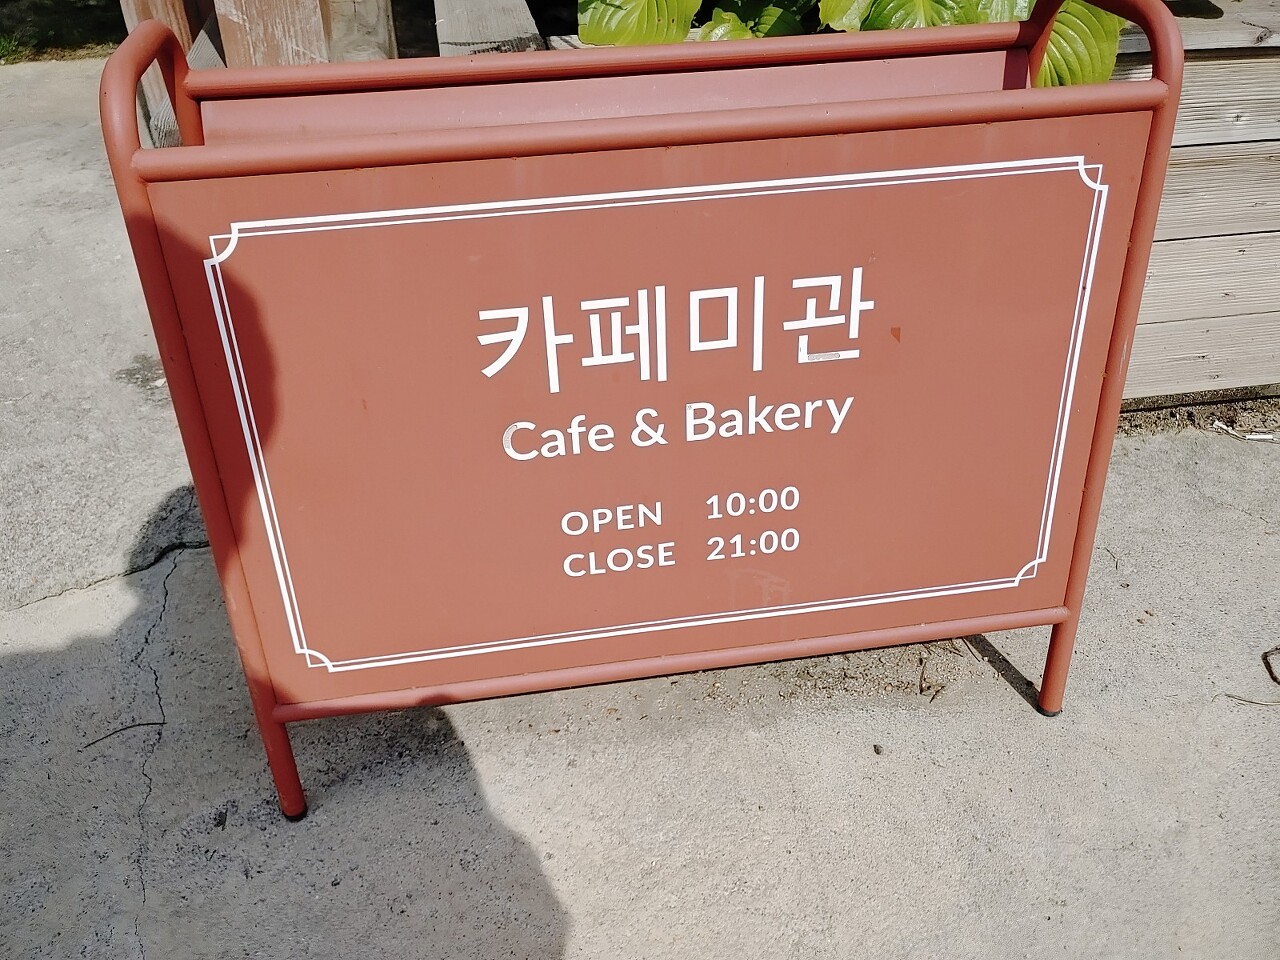 카페미관
Cafe & Bakery
OPEN 10:00
CLOSE 21:00